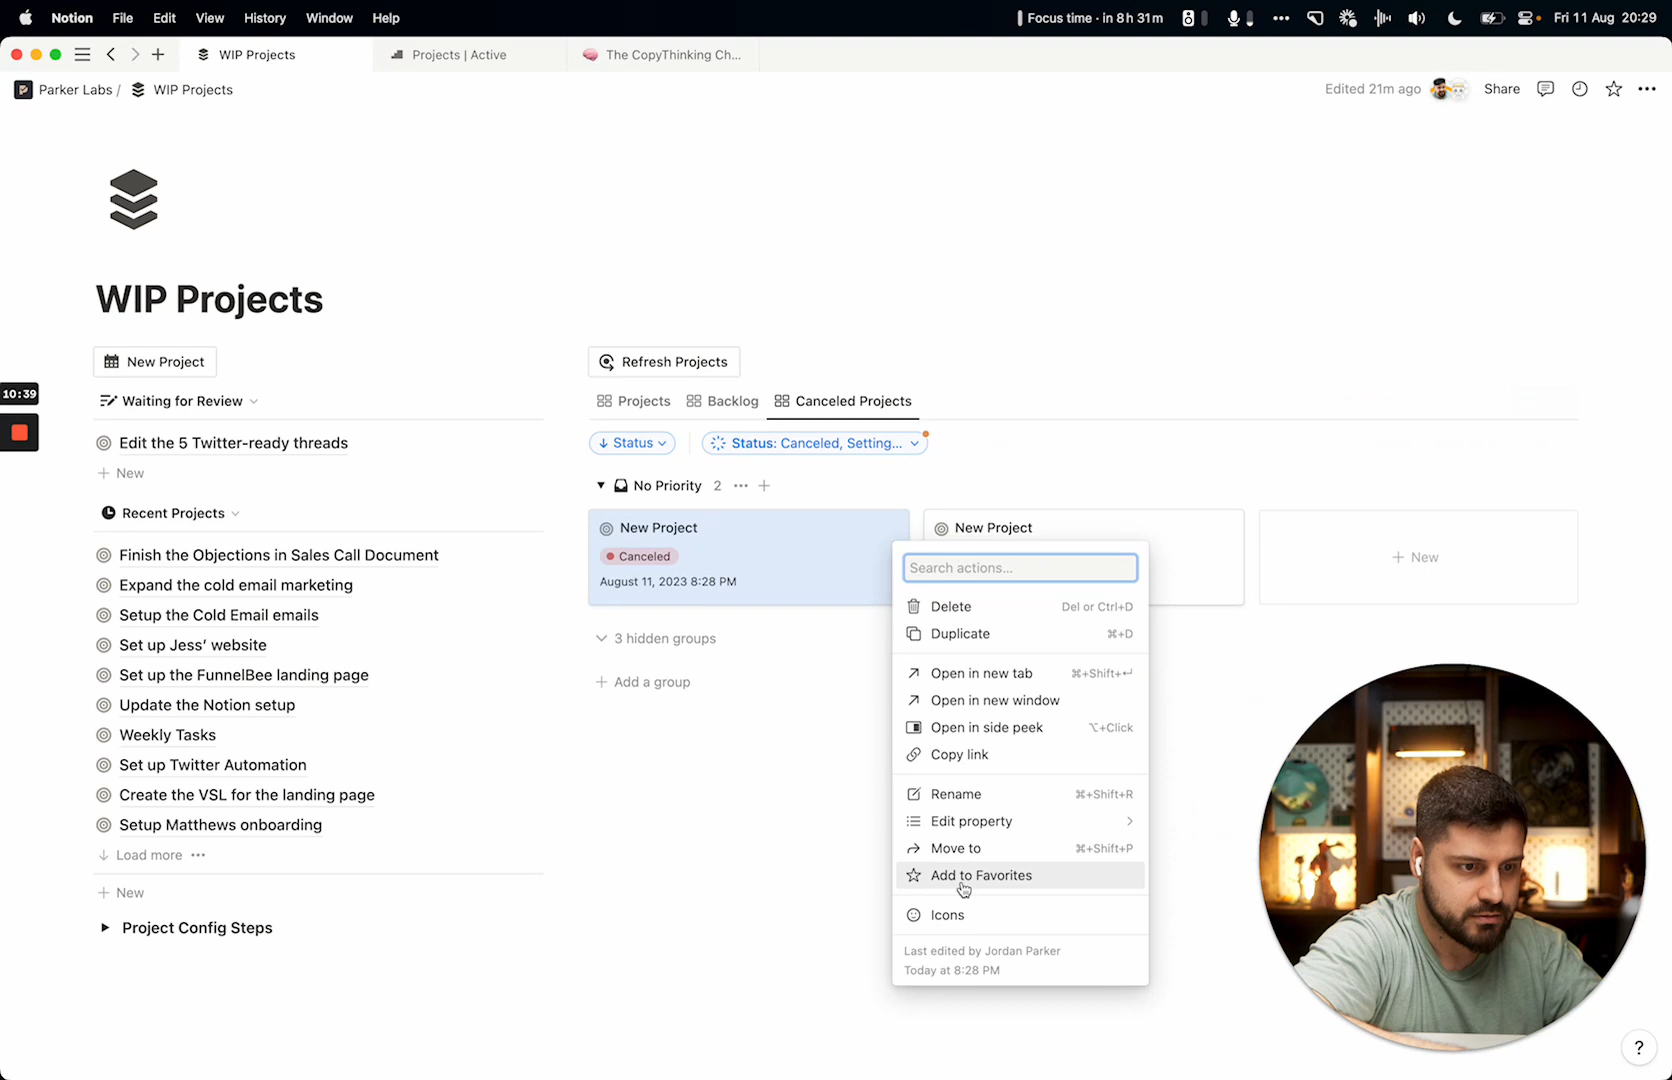 Notion File Edit View History Window Help Focus time · in 8h 31m Fri 11 Aug 20:29
WIP Projects Projects | Active The CopyThinking Ch...
Parker Labs / WIP Projects Edited 21m ago Share
WIP Projects
New Project
10:39
Waiting for Review
Edit the 5 Twitter-ready threads
+ New
Recent Projects
Finish the Objections in Sales Call Document
Expand the cold email marketing
Setup the Cold Email emails
Set up Jess’ website
Set up the FunnelBee landing page
Update the Notion setup
Weekly Tasks
Set up Twitter Automation
Create the VSL for the landing page
Setup Matthews onboarding
Load more ···
+ New
Project Config Steps
Refresh Projects
Projects Backlog Canceled Projects
Status Status: Canceled, Setting...
No Priority 2 ··· +
New Project
Canceled
August 11, 2023 8:28 PM
New Project
+ New
3 hidden groups
+ Add a group
Search actions...
Delete Del or Ctrl+D
Duplicate ⌘+D
Open in new tab ⌘+Shift+↵
Open in new window
Open in side peek ⌥+Click
Copy link
Rename ⌘+Shift+R
Edit property
Move to ⌘+Shift+P
Add to Favorites
Icons
Last edited by Jordan Parker
Today at 8:28 PM
?